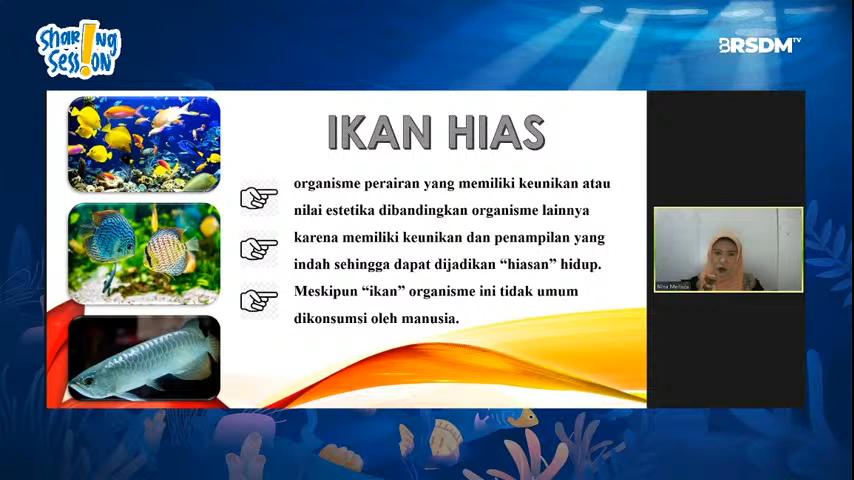 Sharing
Session
BRSDM TV
IKAN HIAS
organisme perairan yang memiliki keunikan atau
nilai estetika dibandingkan organisme lainnya
karena memiliki keunikan dan penampilan yang
indah sehingga dapat dijadikan “hiasan” hidup.
Meskipun “ikan” organisme ini tidak umum
dikonsumsi oleh manusia.
Nina Meilisza